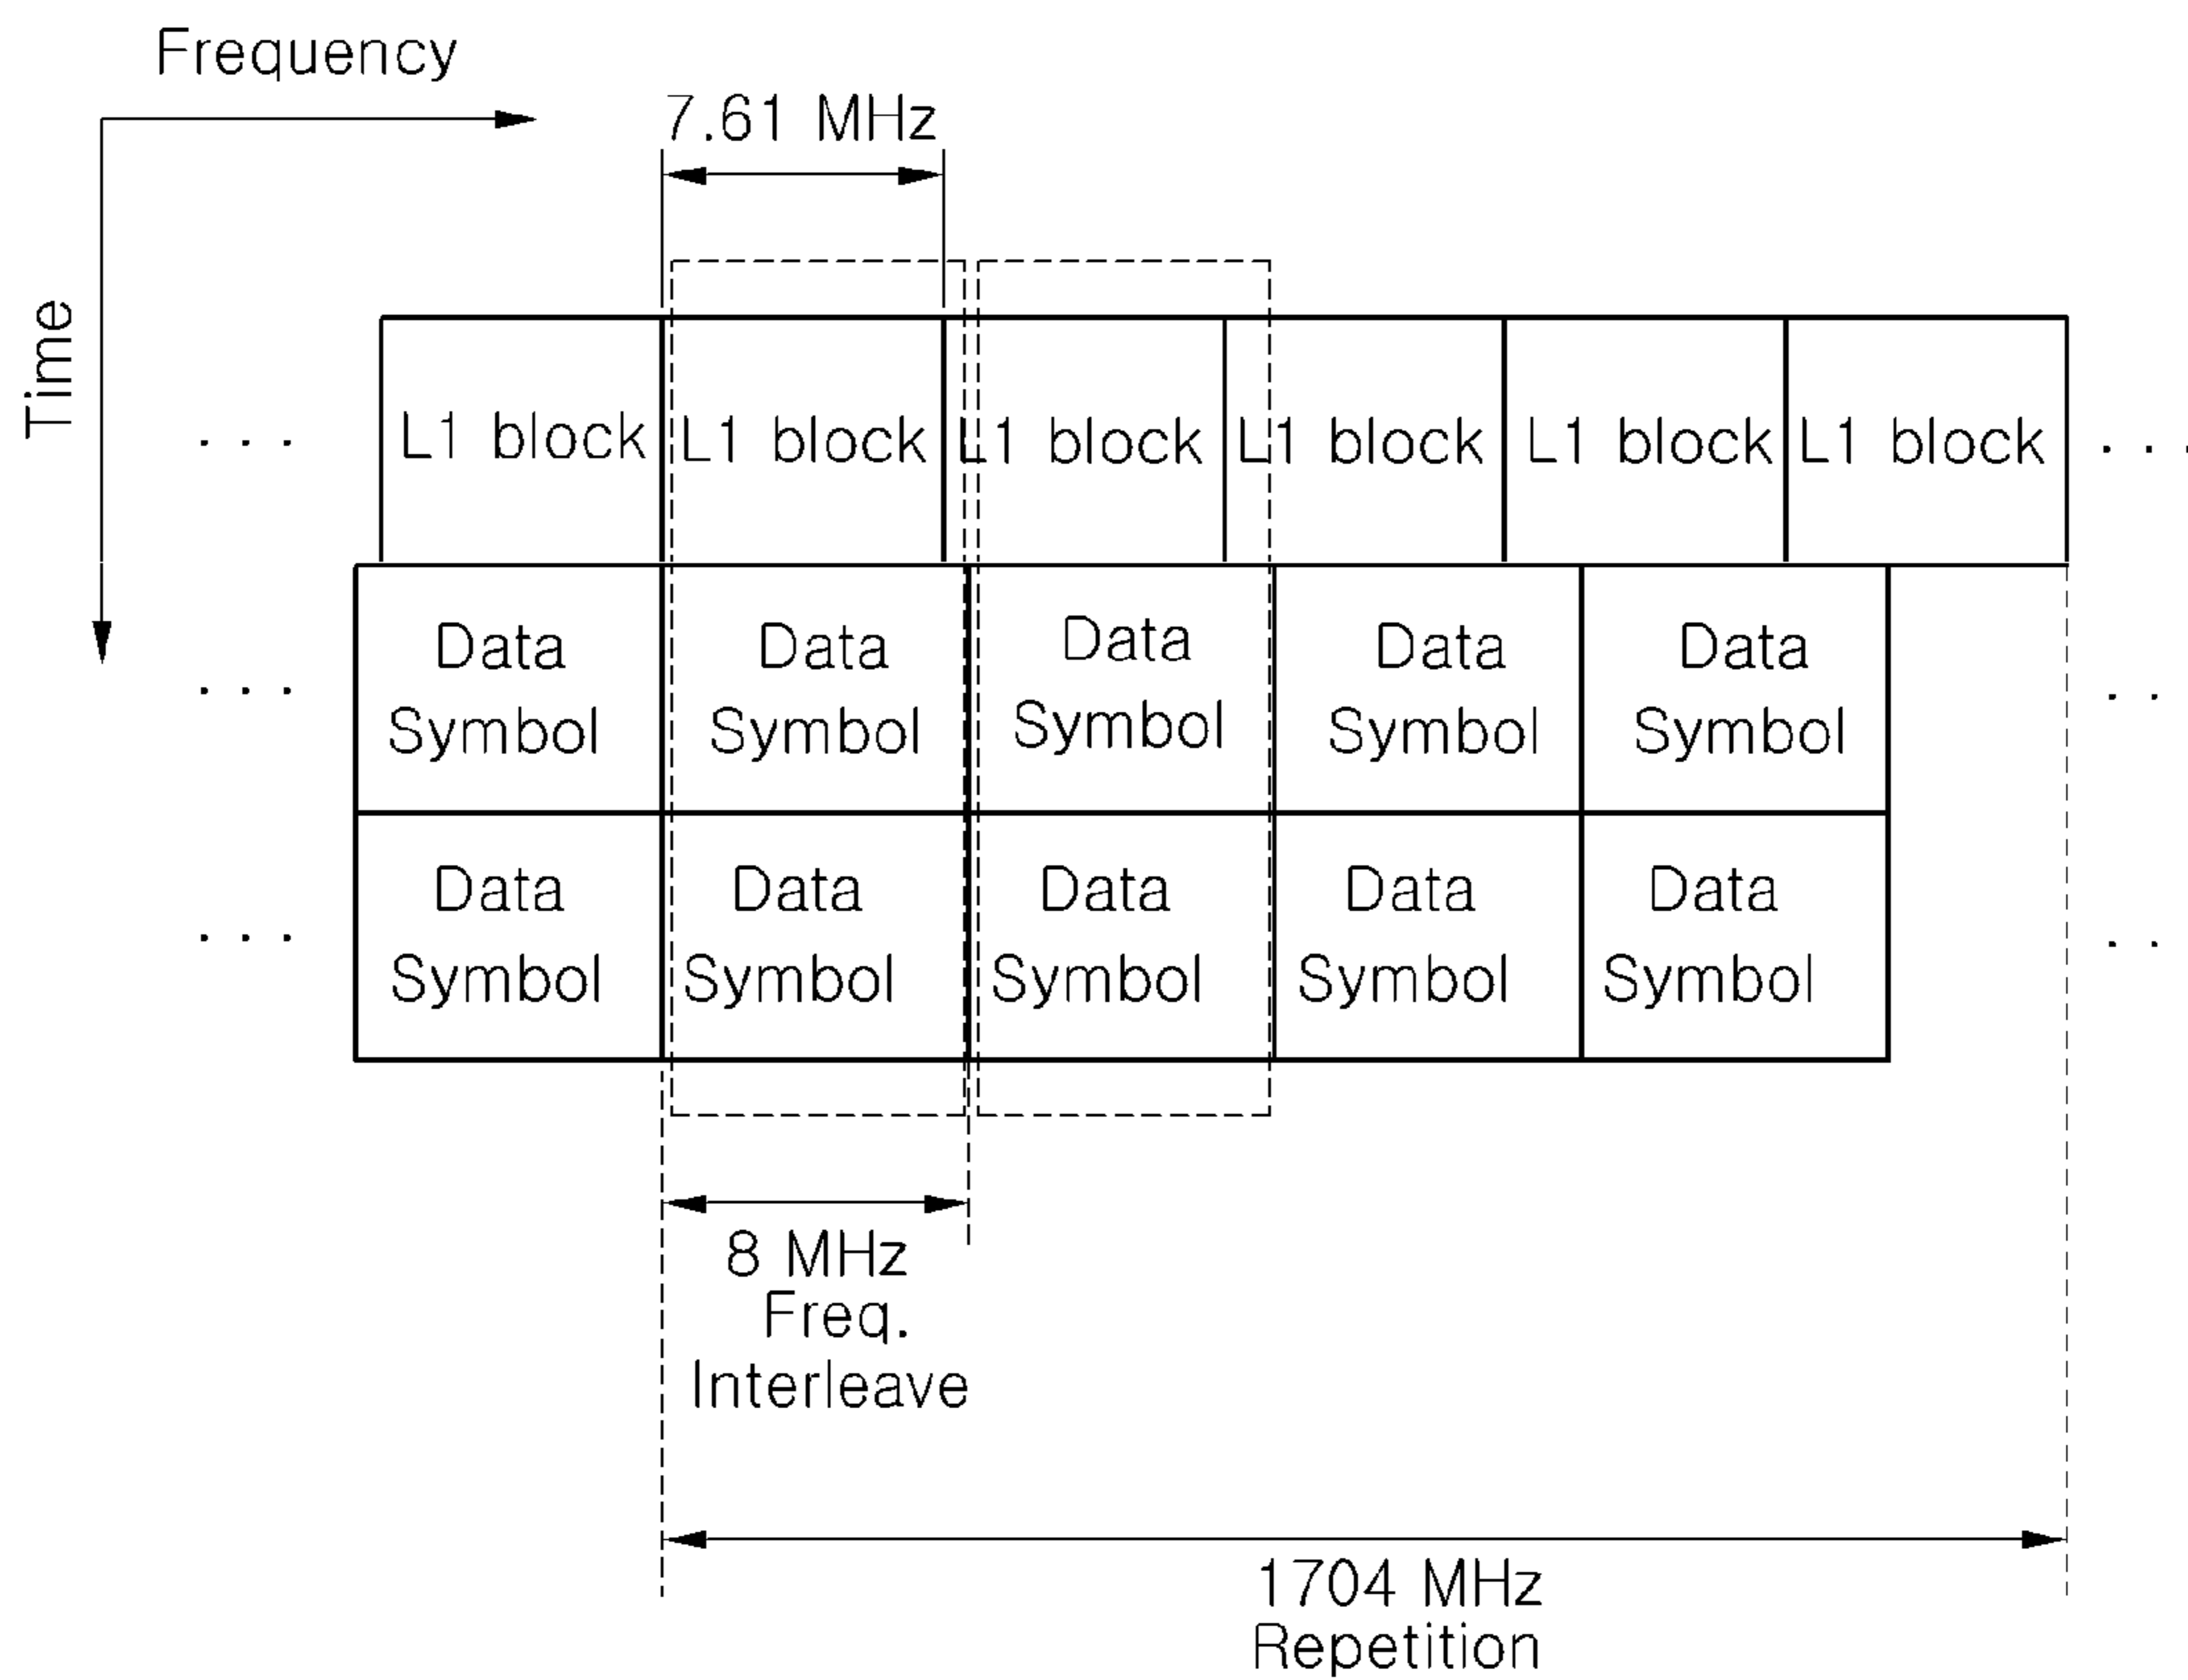 Frequency
7.61 MHz
Time
. . . L1 block L1 block L1 block L1 block L1 block L1 block . . .
Data Data Data Data Data
. . . Symbol Symbol Symbol Symbol Symbol . .
Data Data Data Data Data
. . . Symbol Symbol Symbol Symbol Symbol . .
8 MHz
Freq.
Interleave
1704 MHz
Repetition